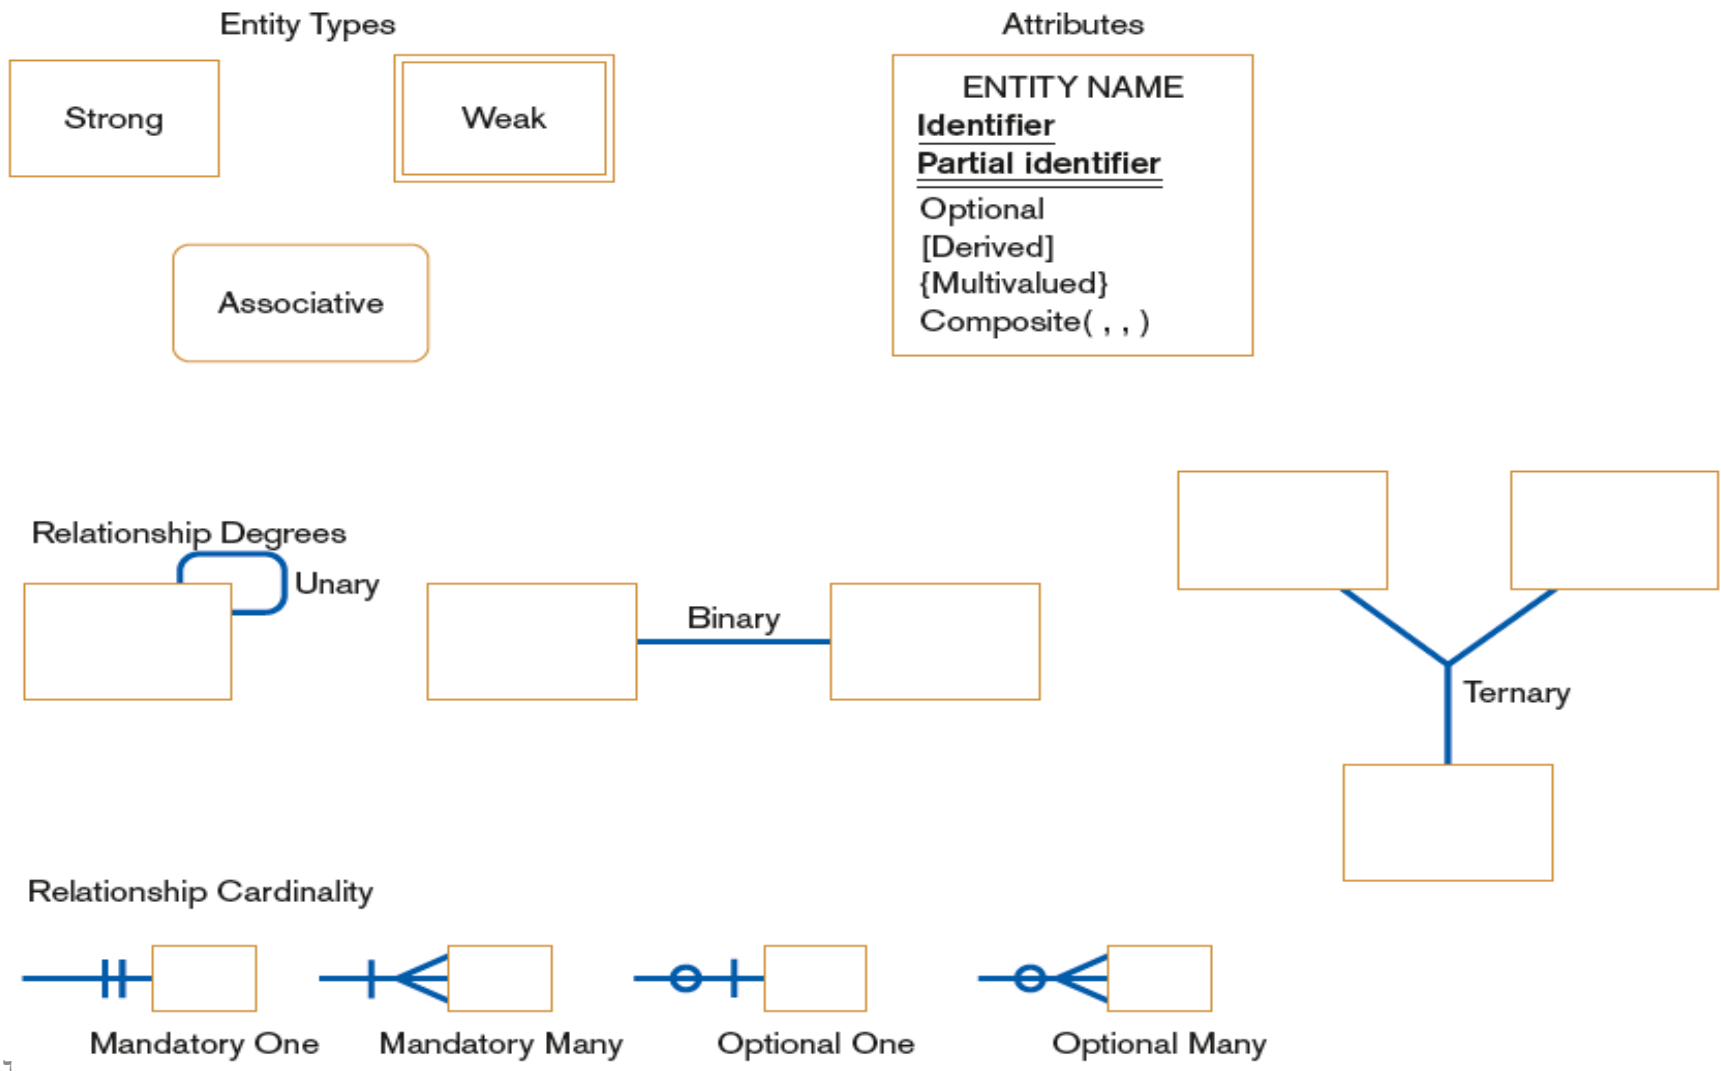 Entity Types
Strong
Weak
Associative
Attributes
ENTITY NAME
Identifier
Partial identifier
Optional
[Derived]
{Multivalued}
Composite( , , )
Relationship Degrees
Unary
Binary
Ternary
Relationship Cardinality
Mandatory One
Mandatory Many
Optional One
Optional Many